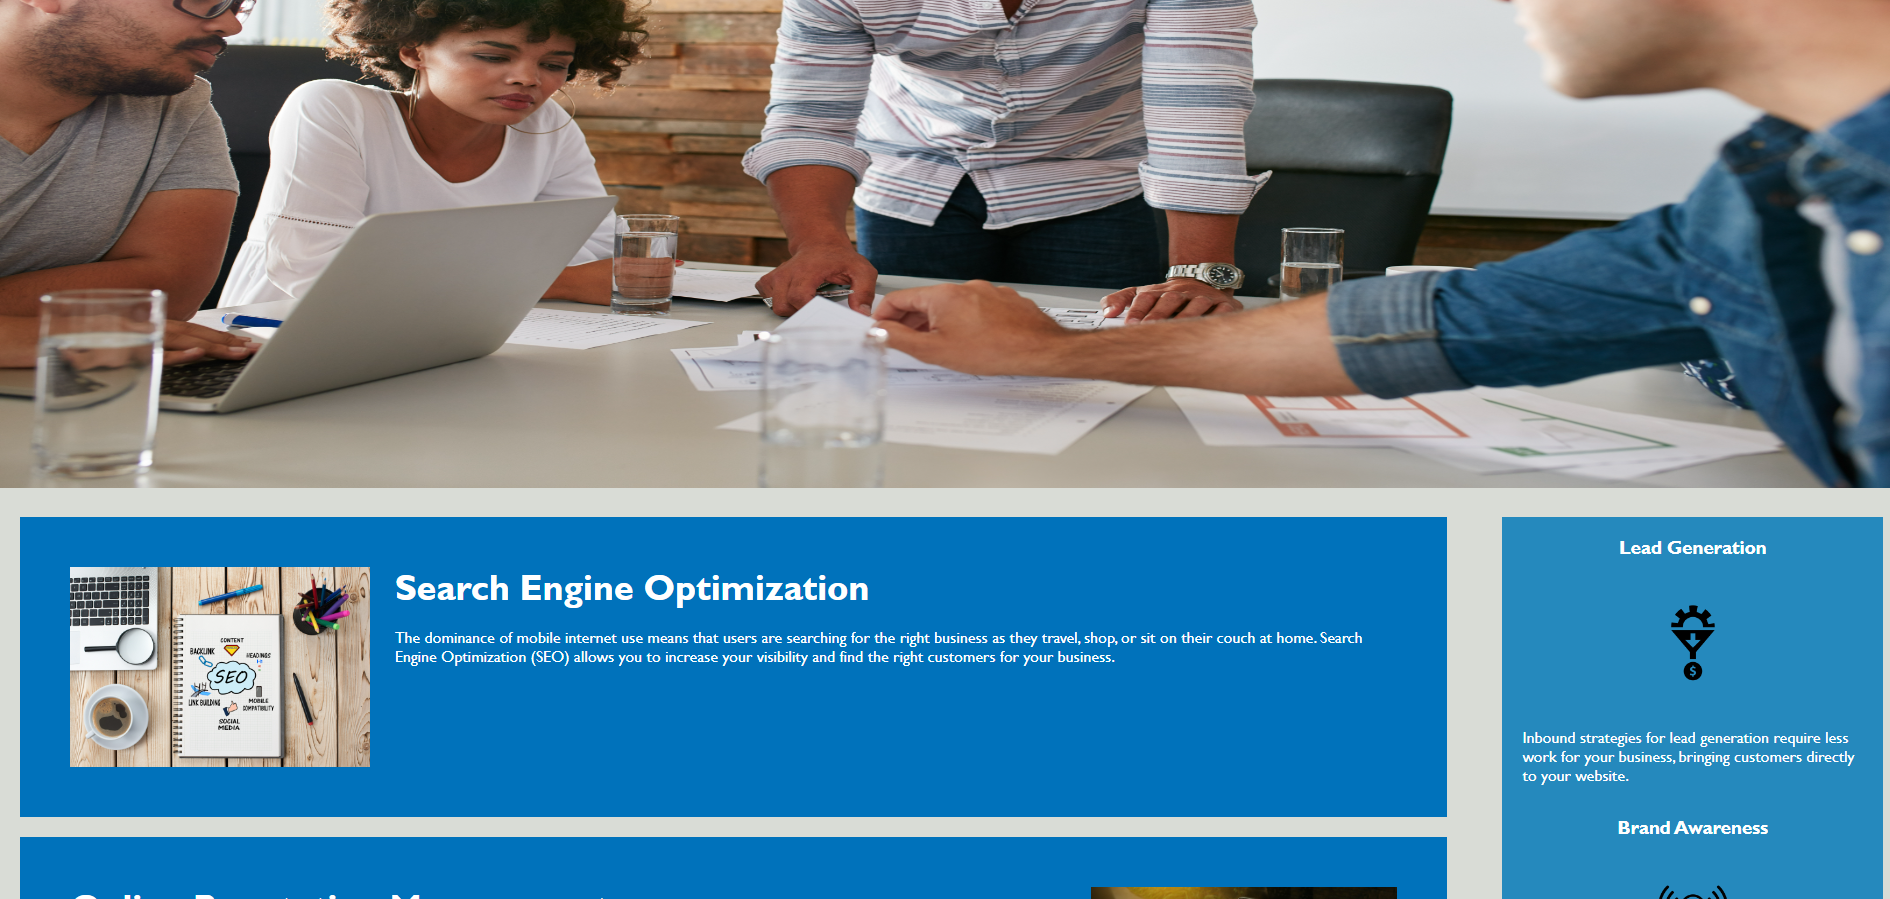 Search Engine Optimization
The dominance of mobile internet use means that users are searching for the right business as they travel, shop, or sit on their couch at home. Search
Engine Optimization (SEO) allows you to increase your visibility and find the right customers for your business.
CONTENT
BACKLINK
HEADINGS
SEO
LINK BUILDING
MOBILE
COMPATIBILITY
SOCIAL
MEDIA
Lead Generation
$
Inbound strategies for lead generation require less
work for your business, bringing customers directly
to your website.
Brand Awareness